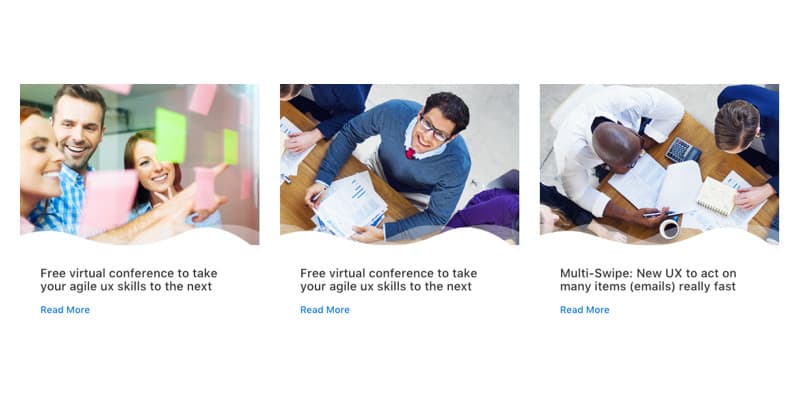 Free virtual conference to take
your agile ux skills to the next
Read More
Free virtual conference to take
your agile ux skills to the next
Read More
Multi-Swipe: New UX to act on
many items (emails) really fast
Read More